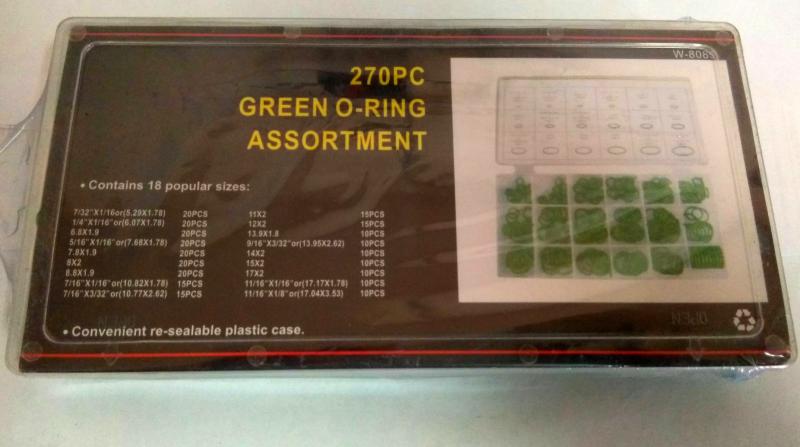 270PC
GREEN O-RING
ASSORTMENT
• Contains 18 popular sizes:
7/32"X1/16or(5.29X1.78) 20PCS 11X2 15PCS
1/4"X1/16"or(6.07X1.78) 20PCS 12X2 15PCS
6.8X1.9 20PCS 13.9X1.8 10PCS
5/16"X1/16"or(7.68X1.78) 20PCS 9/16"X3/32"or(13.95X2.62) 10PCS
7.8X1.9 20PCS 14X2 10PCS
8X2 20PCS 15X2 10PCS
8.8X1.9 20PCS 17X2 10PCS
7/16"X1/16"or(10.82X1.78) 15PCS 11/16"X1/16"or(17.17X1.78) 10PCS
7/16"X3/32"or(10.77X2.62) 15PCS 11/16"X1/8"or(17.04X3.53) 10PCS
• Convenient re-sealable plastic case.
OPEN
OPEN